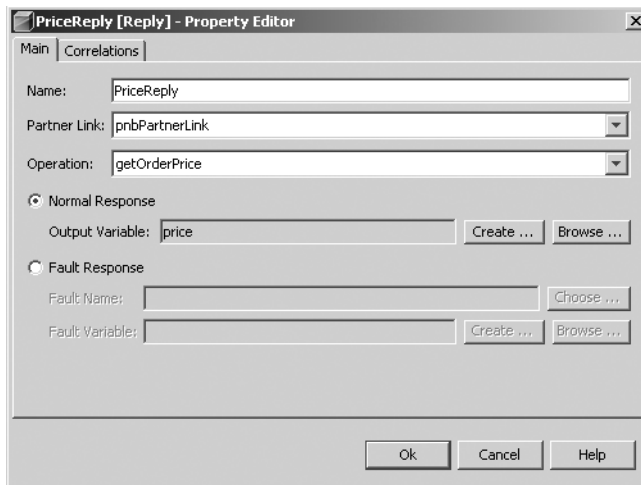 PriceReply [Reply] - Property Editor
Main Correlations
Name: PriceReply
Partner Link: pnbPartnerLink
Operation: getOrderPrice
Normal Response
Output Variable: price Create ... Browse ...
Fault Response
Fault Name: Choose ...
Fault Variable: Create ... Browse ...
Ok Cancel Help